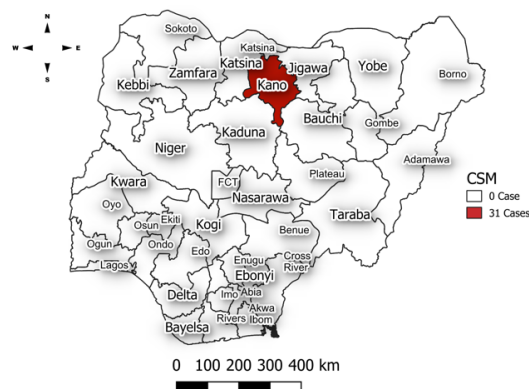 N
W E
S
Sokoto
Katsina
Katsina
Jigawa
Yobe
Borno
Zamfara
Kebbi
Kano
Bauchi
Gombe
Kaduna
Adamawa
Niger
Plateau
FCT
Nasarawa
Kwara
Taraba
Oyo
Kogi
Ekiti
Osun
Benue
Ogun
Ondo
Edo
Lagos
Enugu
Cross
River
Ebonyi
Delta
Imo
Abia
Akwa
Ibom
Rivers
Bayelsa
CSM
0 Case
31 Cases
0 100 200 300 400 km